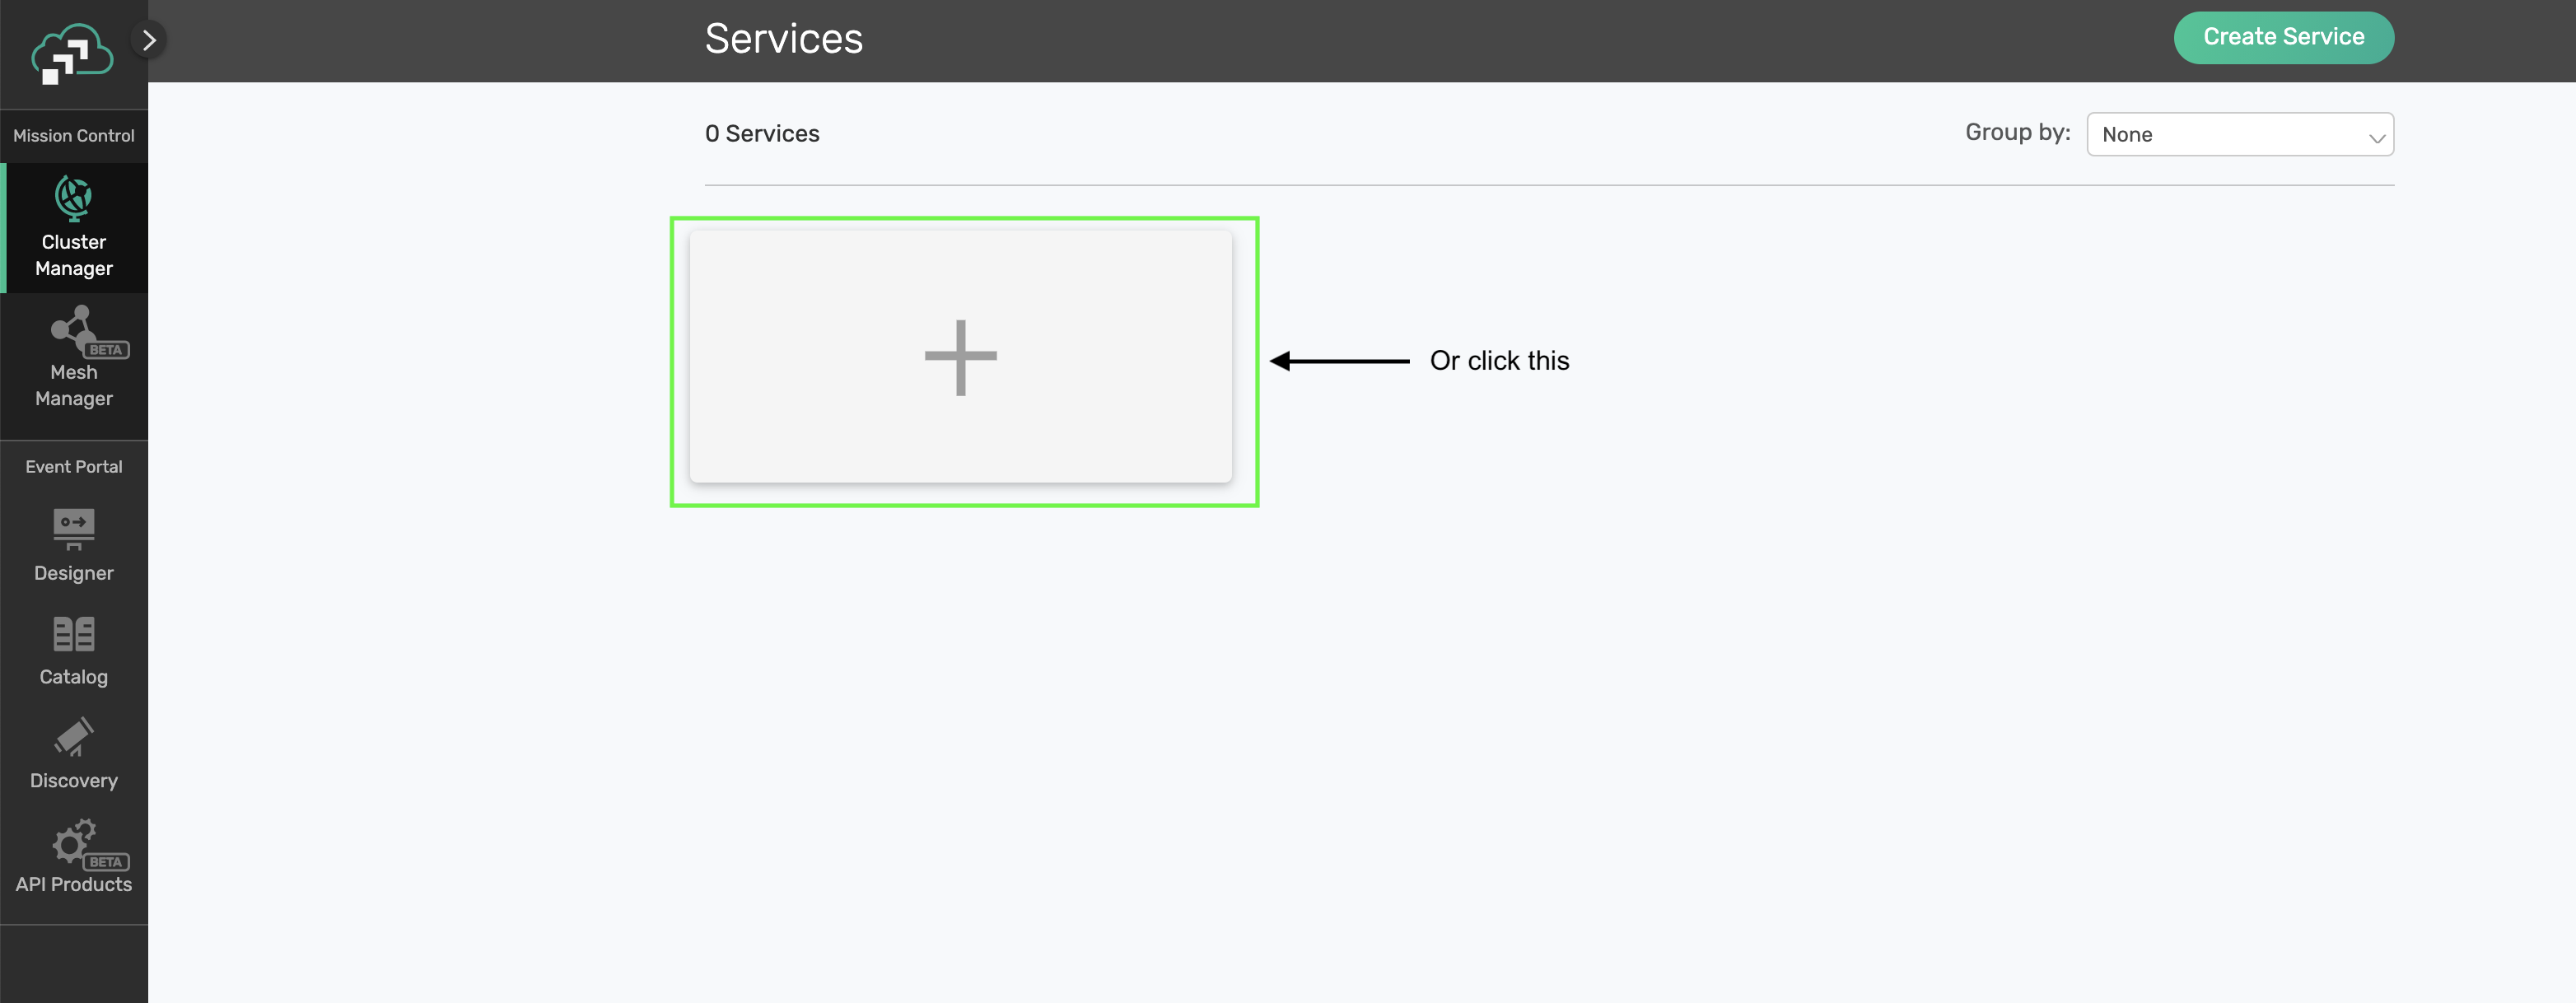 Services
Create Service
Mission Control
Cluster
Manager
BETA
Mesh
Manager
Event Portal
Designer
Catalog
Discovery
BETA
API Products
0 Services
Group by:
None
Or click this